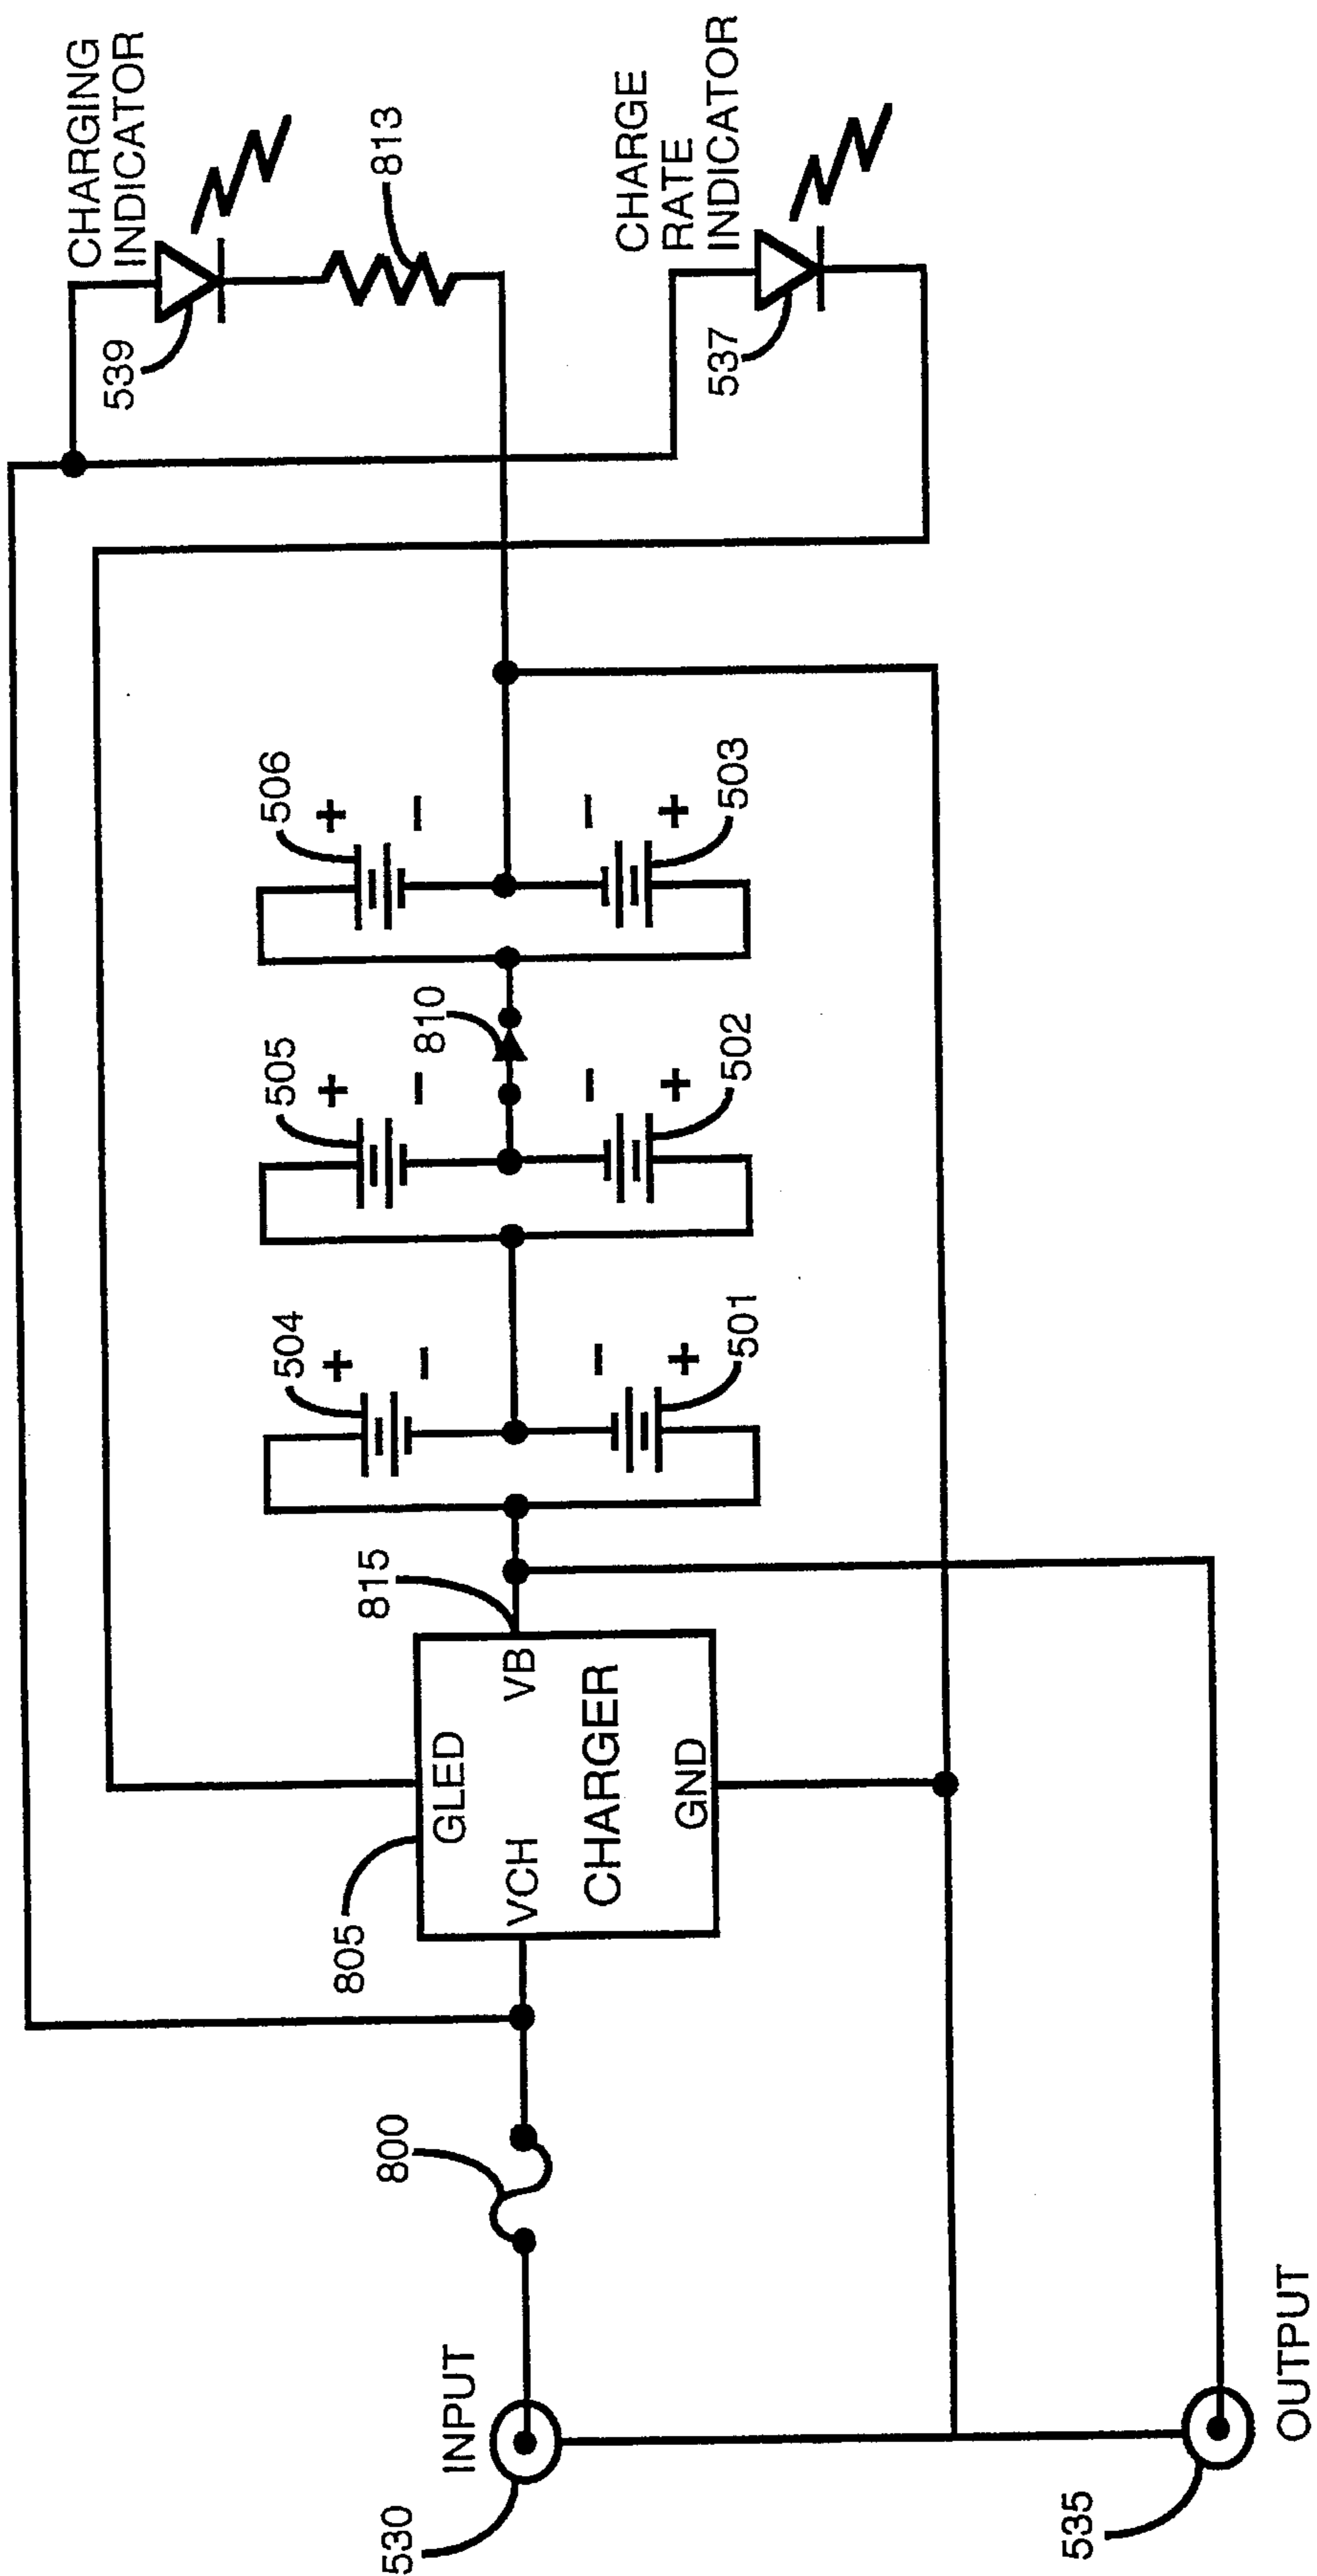 CHARGING
INDICATOR
539
813
CHARGE
RATE
INDICATOR
537
506
+
−
−
+
503
810
505
+
−
−
+
502
504
+
−
−
+
501
815
805
GLED
VCH
VB
CHARGER
GND
800
INPUT
530
OUTPUT
535